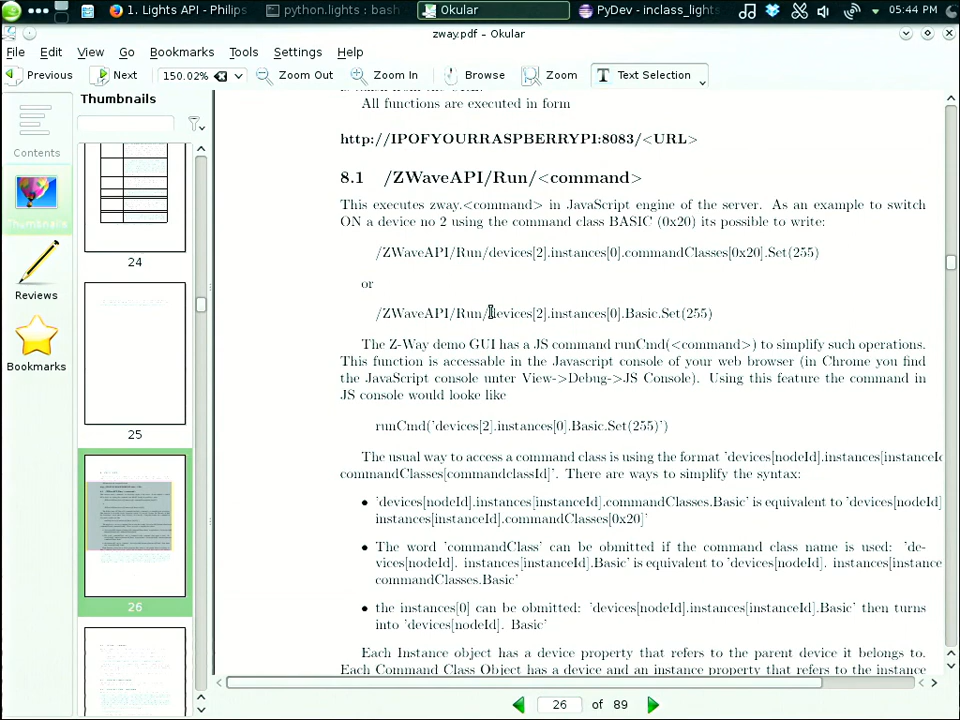 1. Lights API - Philips
python.lights : bash
Okular
PyDev - inclass_lights
05:44 PM
zway.pdf – Okular
File Edit View Go Bookmarks Tools Settings Help
Previous Next 150.02% Zoom Out Zoom In Browse Zoom Text Selection
Thumbnails
Contents
Thumbnails
Reviews
Bookmarks
24
25
26
All functions are executed in form
http://IPOFYOURRASPBERRYPI:8083/<URL>
8.1 /ZWaveAPI/Run/<command>
This executes zway.<command> in JavaScript engine of the server. As an example to switch
ON a device no 2 using the command class BASIC (0x20) its possible to write:
/ZWaveAPI/Run/devices[2].instances[0].commandClasses[0x20].Set(255)
or
/ZWaveAPI/Run/devices[2].instances[0].Basic.Set(255)
The Z-Way demo GUI has a JS command runCmd(<command>) to simplify such operations.
This function is accessable in the Javascript console of your web browser (in Chrome you find
the JavaScript console unter View->Debug->JS Console). Using this feature the command in
JS console would looke like
runCmd('devices[2].instances[0].Basic.Set(255)')
The usual way to access a command class is using the format 'devices[nodeId].instances[instanceId
commandClasses[commandclassId]'. There are ways to simplify the syntax:
• 'devices[nodeId].instances[instanceId].commandClasses.Basic' is equivalent to 'devices[nodeId]
instances[instanceId].commandClasses[0x20]'
• The word 'commandClass' can be obmitted if the command class name is used: 'de-
vices[nodeId]. instances[instanceId].Basic' is equivalent to 'devices[nodeId]. instances[instance
commandClasses.Basic'
• the instances[0] can be obmitted: 'devices[nodeId].instances[instanceId].Basic' then turns
into 'devices[nodeId]. Basic'
Each Instance object has a device property that refers to the parent device it belongs to.
Each Command Class Object has a device and an instance property that refers to the instance
26 of 89